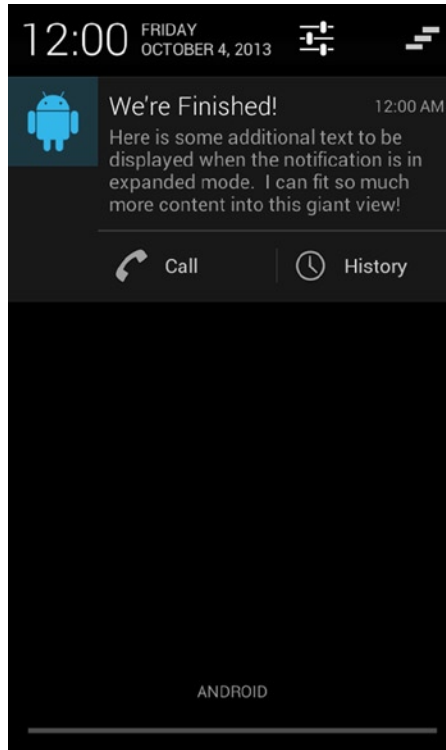 12:00 FRIDAY
OCTOBER 4, 2013
We're Finished! 12:00 AM
Here is some additional text to be
displayed when the notification is in
expanded mode.  I can fit so much
more content into this giant view!
Call History
ANDROID